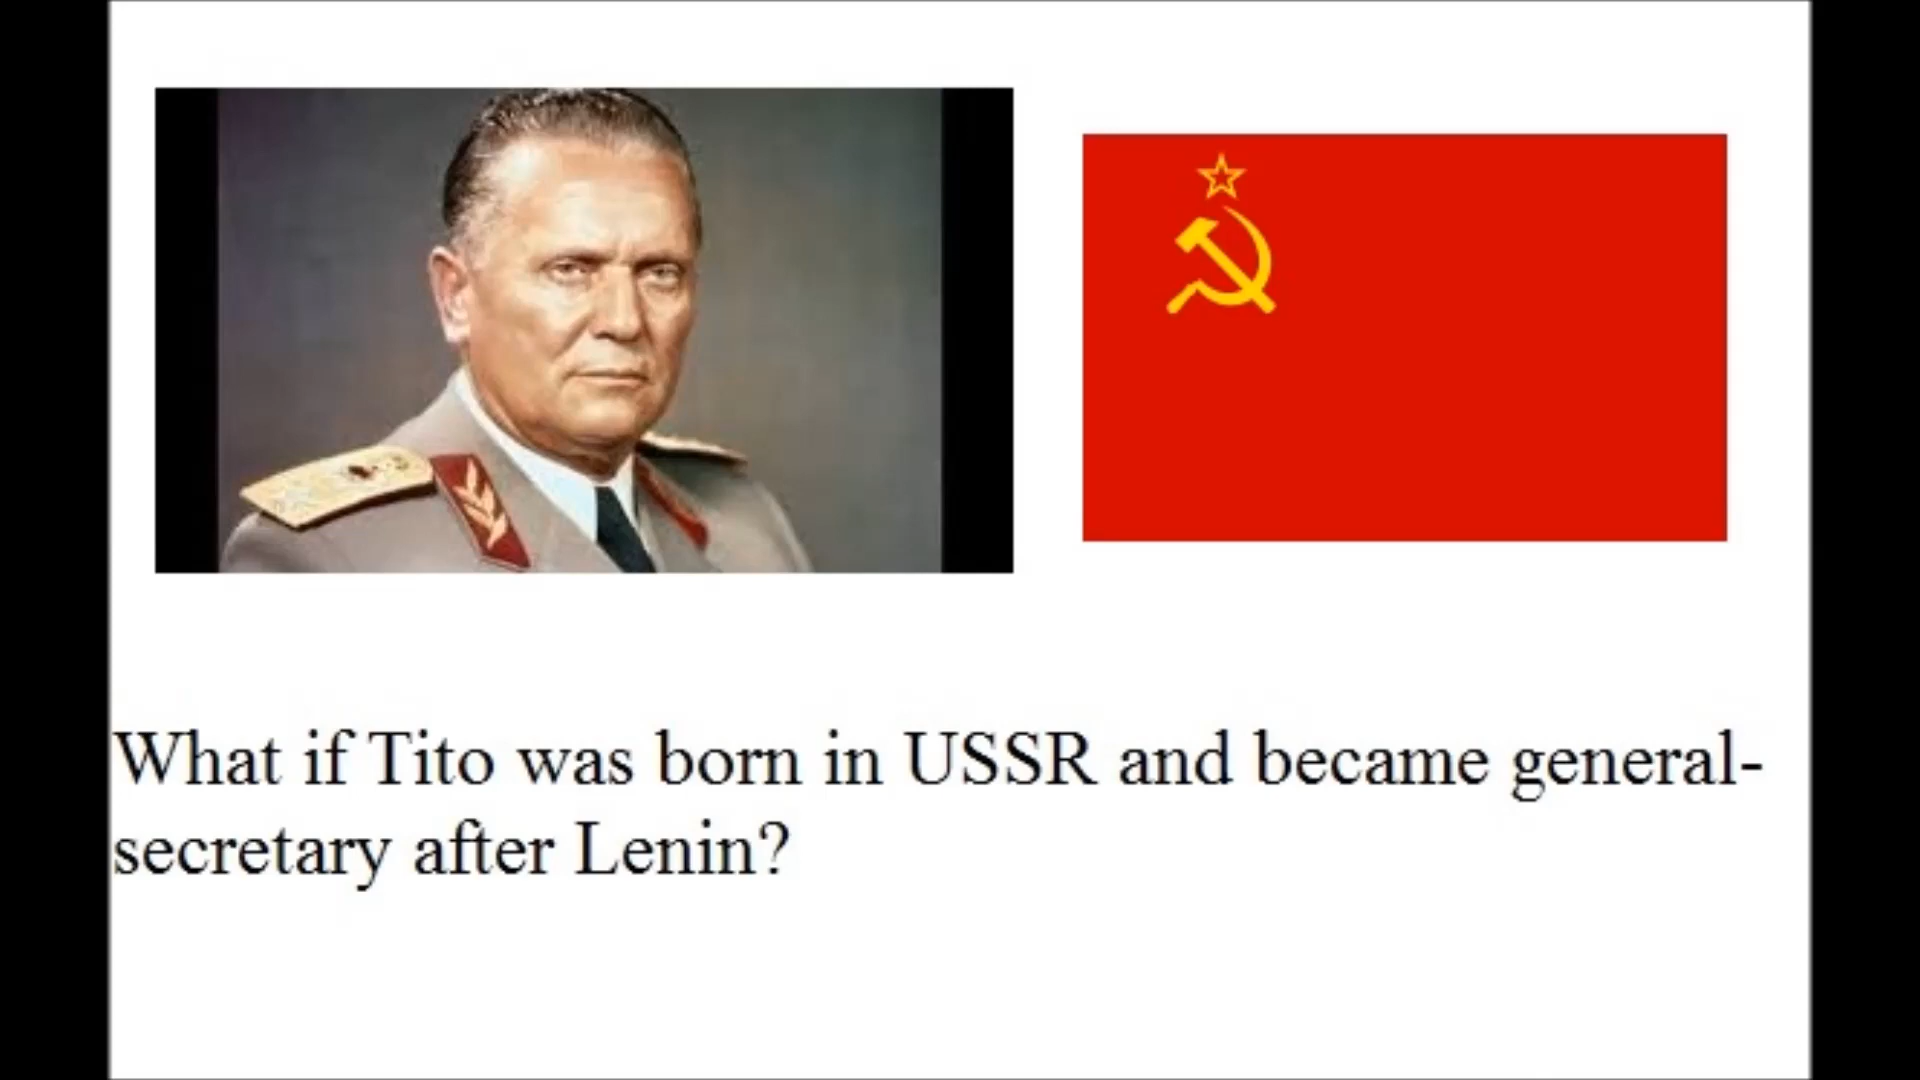 What if Tito was born in USSR and became general-
secretary after Lenin?